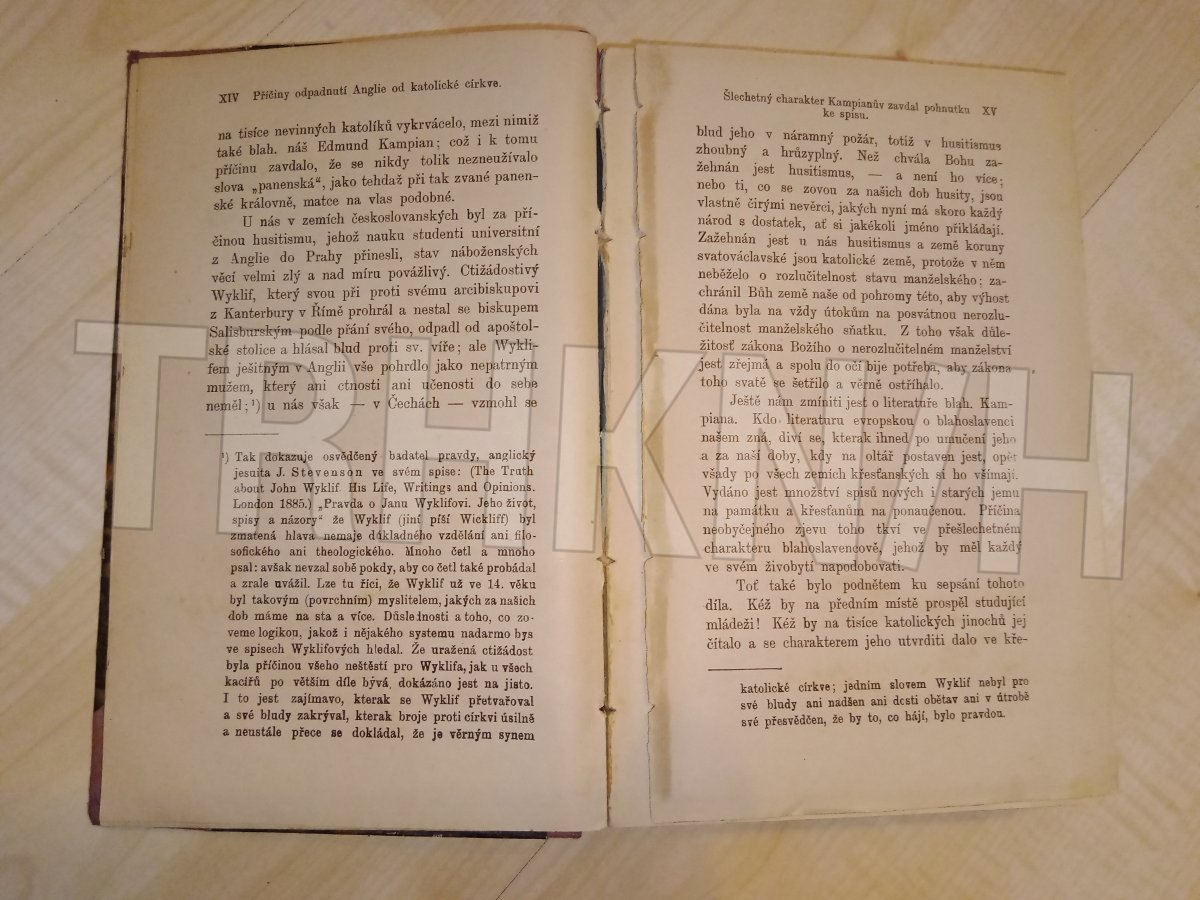 XIV Příčiny odpadnutí Anglie od katolické církve.
na tisíce nevinných katolíků vykrvácelo, mezi nimiž
také blah. náš Edmund Kampian; což i k tomu
příčinu zavdalo, že se nikdy tolik nezneužívalo
slova „panenská“, jako tehdaž při tak zvané panen-
ské královně, matce na vlas podobné.
U nás v zemích českoslovanských byl za pří-
činou husitismu, jehož nauku studenti universitní
z Anglie do Prahy přinesli, stav náboženských
věcí velmi zlý a nad míru povážlivý. Ctižádostivý
Wyklif, který svou při proti svému arcibiskupovi
z Kanterbury v Římě prohrál a nestal se biskupem
Salisburským podle přání svého, odpadl od apoštol-
ské stolice a hlásal blud proti sv. víře; ale Wykli-
fem ješitným v Anglii vše pohrdlo jako nepatrným
mužem, který ani ctnosti ani učenosti do sebe
neměl;¹) u nás však — v Čechách — vzmohl se
¹) Tak dokazuje osvědčený badatel pravdy, anglický
jesuita J. Stevenson ve svém spise: (The Truth
about John Wyklif. His Life, Writings and Opinions.
London 1885.) „Pravda o Janu Wyklifovi. Jeho život,
spisy a názory“ že Wyklif (jiní píší Wickliff) byl
zmatená hlava nemaje důkladného vzdělání ani filo-
sofického ani theologického. Mnoho četl a mnoho
psal: avšak nevzal sobě pokdy, aby co četl také probádal
a zrale uvážil. Lze tu říci, že Wyklif už ve 14. věku
byl takovým (povrchním) myslitelem, jakých za našich
dob máme na sta a více. Důslednosti a toho, co zo-
veme logikou, jakož i nějakého systemu nadarmo bys
ve spisech Wyklifových hledal. Že uražená ctižádost
byla příčinou všeho neštěstí pro Wyklifa, jak u všech
kacířů po větším díle bývá, dokázáno jest na jisto.
I to jest zajímavo, kterak se Wyklif přetvařoval
a své bludy zakrýval, kterak broje proti církvi úsilně
a neustále přece se dokládal, že je věrným synem
Šlechetný charakter Kampianův zavdal pohnutku XV
ke spisu.
blud jeho v náramný požár, totiž v husitismus
zhoubný a hrůzyplný. Než chvála Bohu za-
žehnán jest husitismus, — a není ho více;
nebo ti, co se zovou za našich dob husity, jsou
vlastně čirými nevěrci, jakých nyní má skoro každý
národ s dostatek, ať si jakékoli jméno přikládají.
Zažehnán jest u nás husitismus a země koruny
svatováclavské jsou katolické země, protože v něm
neběželo o rozlučitelnost stavu manželského; za-
chránil Bůh země naše od pohromy této, aby výhost
dána byla na vždy útokům na posvátnou nerozlu-
čitelnost manželského sňatku. Z toho však důle-
žitosť zákona Božího o nerozlučitelném manželství
jest zřejmá a spolu do očí bije potřeba, aby zákona
toho svatě se šetřilo a věrně ostříhalo.
Ještě nám zmíniti jest o literatuře blah. Kam-
piana. Kdo literaturu evropskou o blahoslavenci
našem zná, diví se, kterak ihned po umučení jeho
a za naší doby, kdy na oltář postaven jest, opět
všady po všech zemích křesťanských si ho všímají.
Vydáno jest množství spisů nových i starých jemu
na památku a křesťanům na ponaučenou. Příčina
neobyčejného zjevu toho tkví ve přešlechetném
charakteru blahoslavencově, jehož by měl každý
ve svém živobytí napodobovati.
Toť také bylo podnětem ku sepsání tohoto
díla. Kéž by na předním místě prospěl studující
mládeži! Kéž by na tisíce katolických jinochů jej
čítalo a se charakterem jeho utvrditi dalo ve kře-
katolické církve; jedním slovem Wyklif nebyl pro
své bludy ani nadšen ani dosti obětav ani v útrobě
své přesvědčen, že by to, co hájí, bylo pravdou.
TRHKNIH